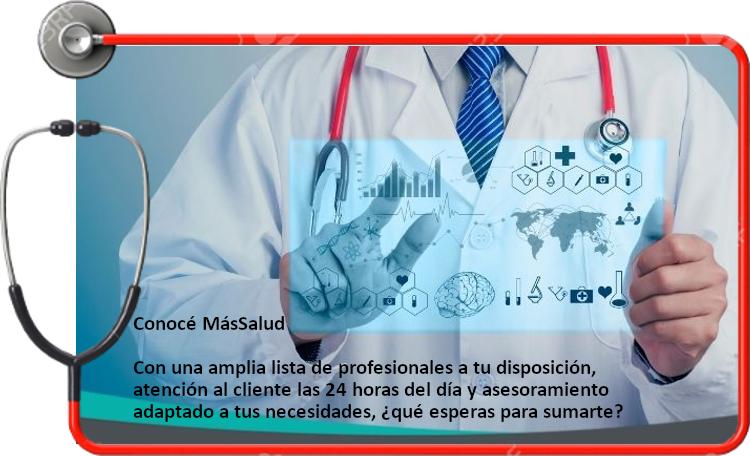 Conocé MásSalud
Con una amplia lista de profesionales a tu disposición,
atención al cliente las 24 horas del día y asesoramiento
adaptado a tus necesidades, ¿qué esperas para sumarte?